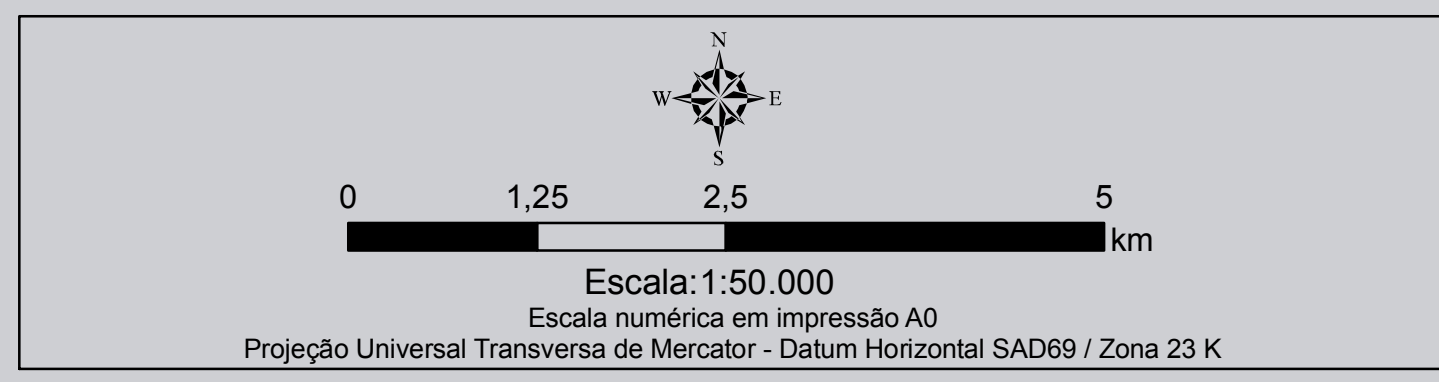 N
W E
S
0 1,25 2,5 5
km
Escala:1:50.000
Escala numérica em impressão A0
Projeção Universal Transversa de Mercator - Datum Horizontal SAD69 / Zona 23 K